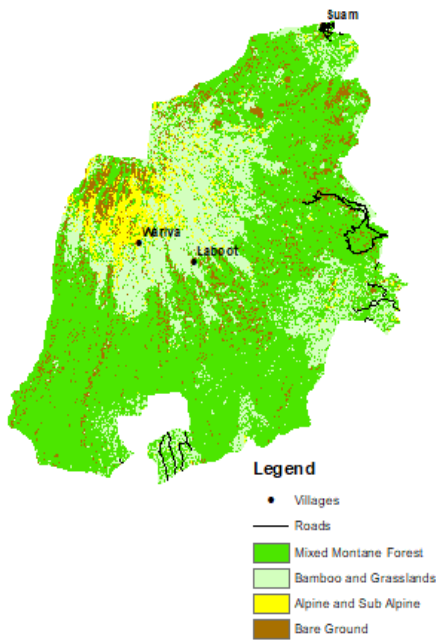 Suam
Wariva
Laboot
Legend
Villages
Roads
Mixed Montane Forest
Bamboo and Grasslands
Alpine and Sub Alpine
Bare Ground